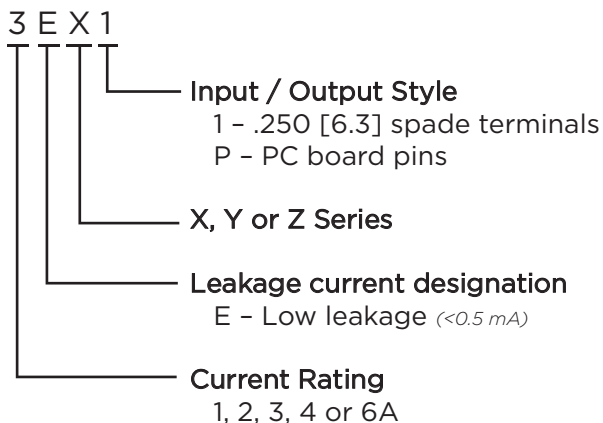 3 E X 1
Input / Output Style
1 – .250 [6.3] spade terminals
P – PC board pins
X, Y or Z Series
Leakage current designation
E – Low leakage (<0.5 mA)
Current Rating
1, 2, 3, 4 or 6A